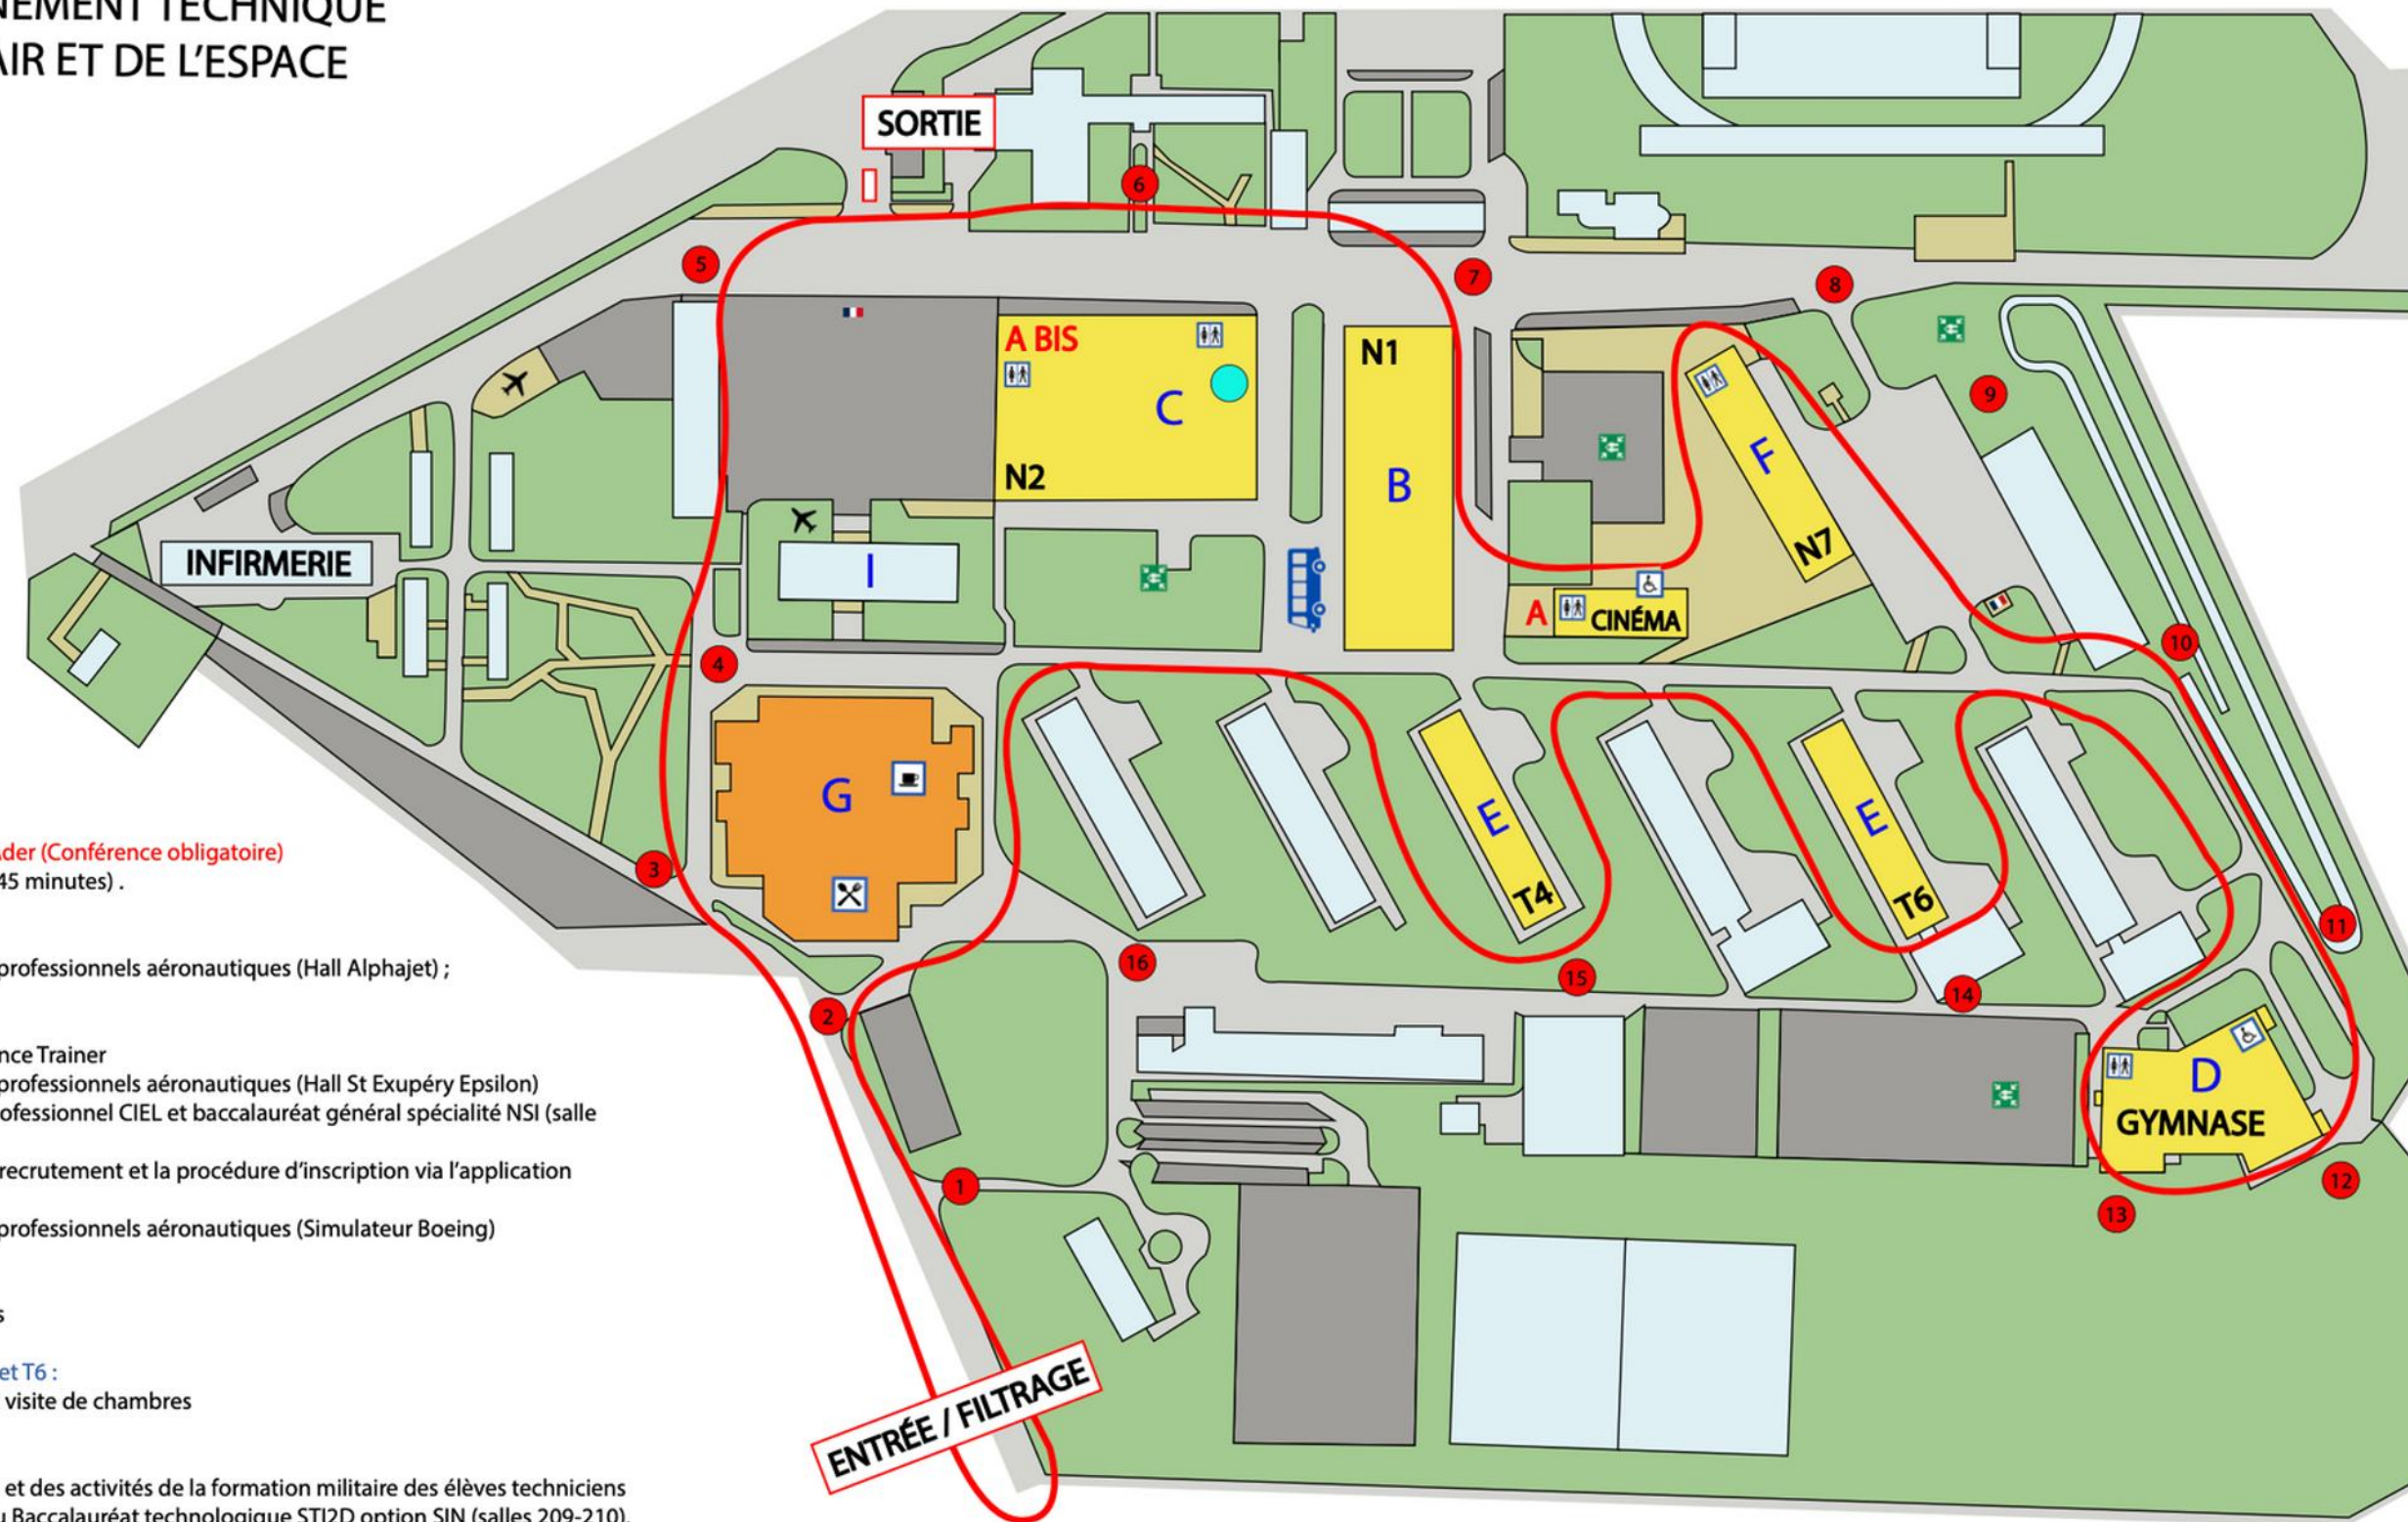 NEMENT TECHNIQUE
AIR ET DE L'ESPACE
SORTIE
6
5
7
8
A BIS
N1
C
9
F
N2
B
N7
INFIRMERIE
I
A
CINÉMA
10
4
G
E
E
T4
T6
3
11
16
15
14
2
D
GYMNASE
1
12
13
ENTRÉE / FILTRAGE
Ader (Conférence obligatoire)
45 minutes) .
professionnels aéronautiques (Hall Alphajet) ;
nce Trainer
professionnels aéronautiques (Hall St Exupéry Epsilon)
rofessionnel CIEL et baccalauréat général spécialité NSI (salle
recrutement et la procédure d'inscription via l'application
professionnels aéronautiques (Simulateur Boeing)
s
et T6 :
visite de chambres
et des activités de la formation militaire des élèves techniciens
u Baccalauréat technologique STI2D option SIN (salles 209-210).